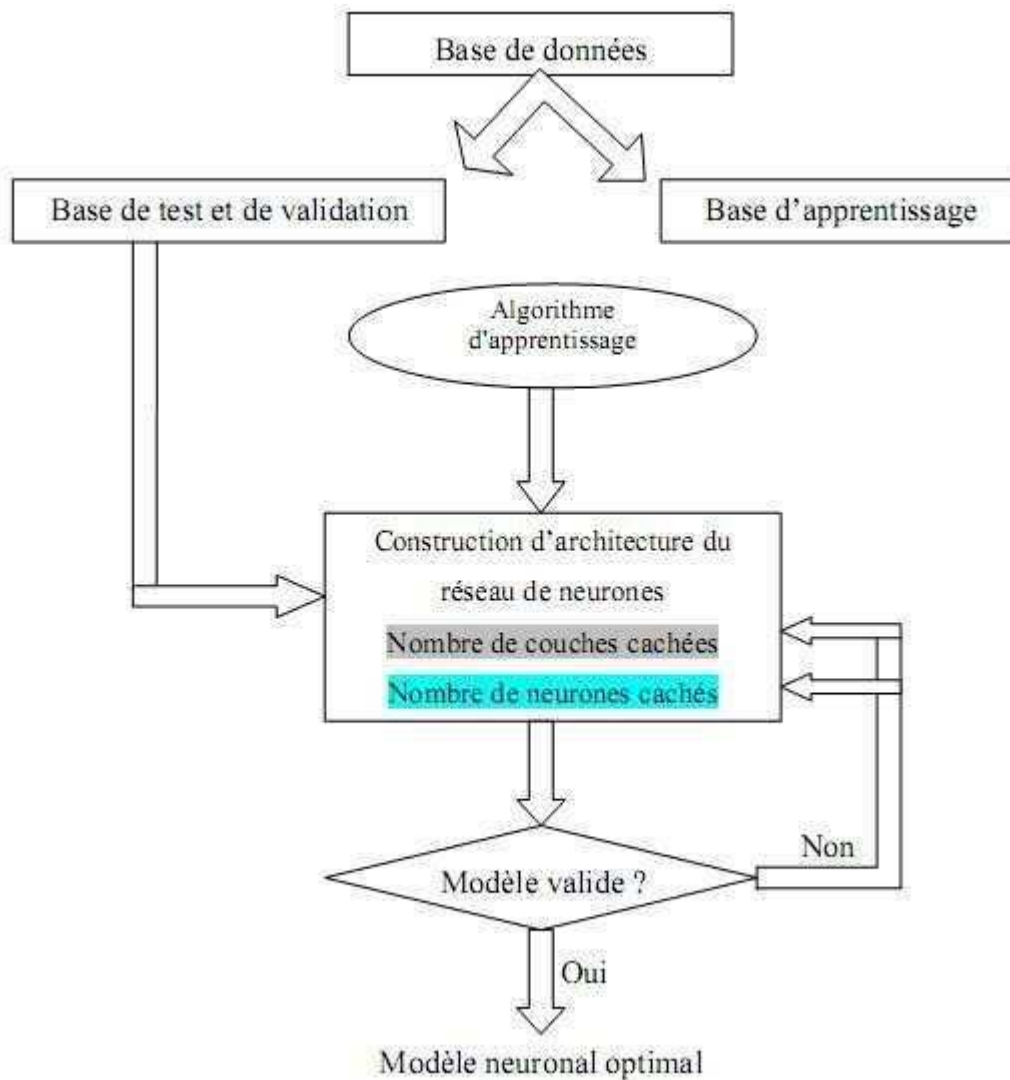 Base de données
Base de test et de validation
Base d’apprentissage
Algorithme
d'apprentissage
Construction d’architecture du
réseau de neurones
Nombre de couches cachées
Nombre de neurones cachés
Non
Modèle valide ?
Oui
Modèle neuronal optimal